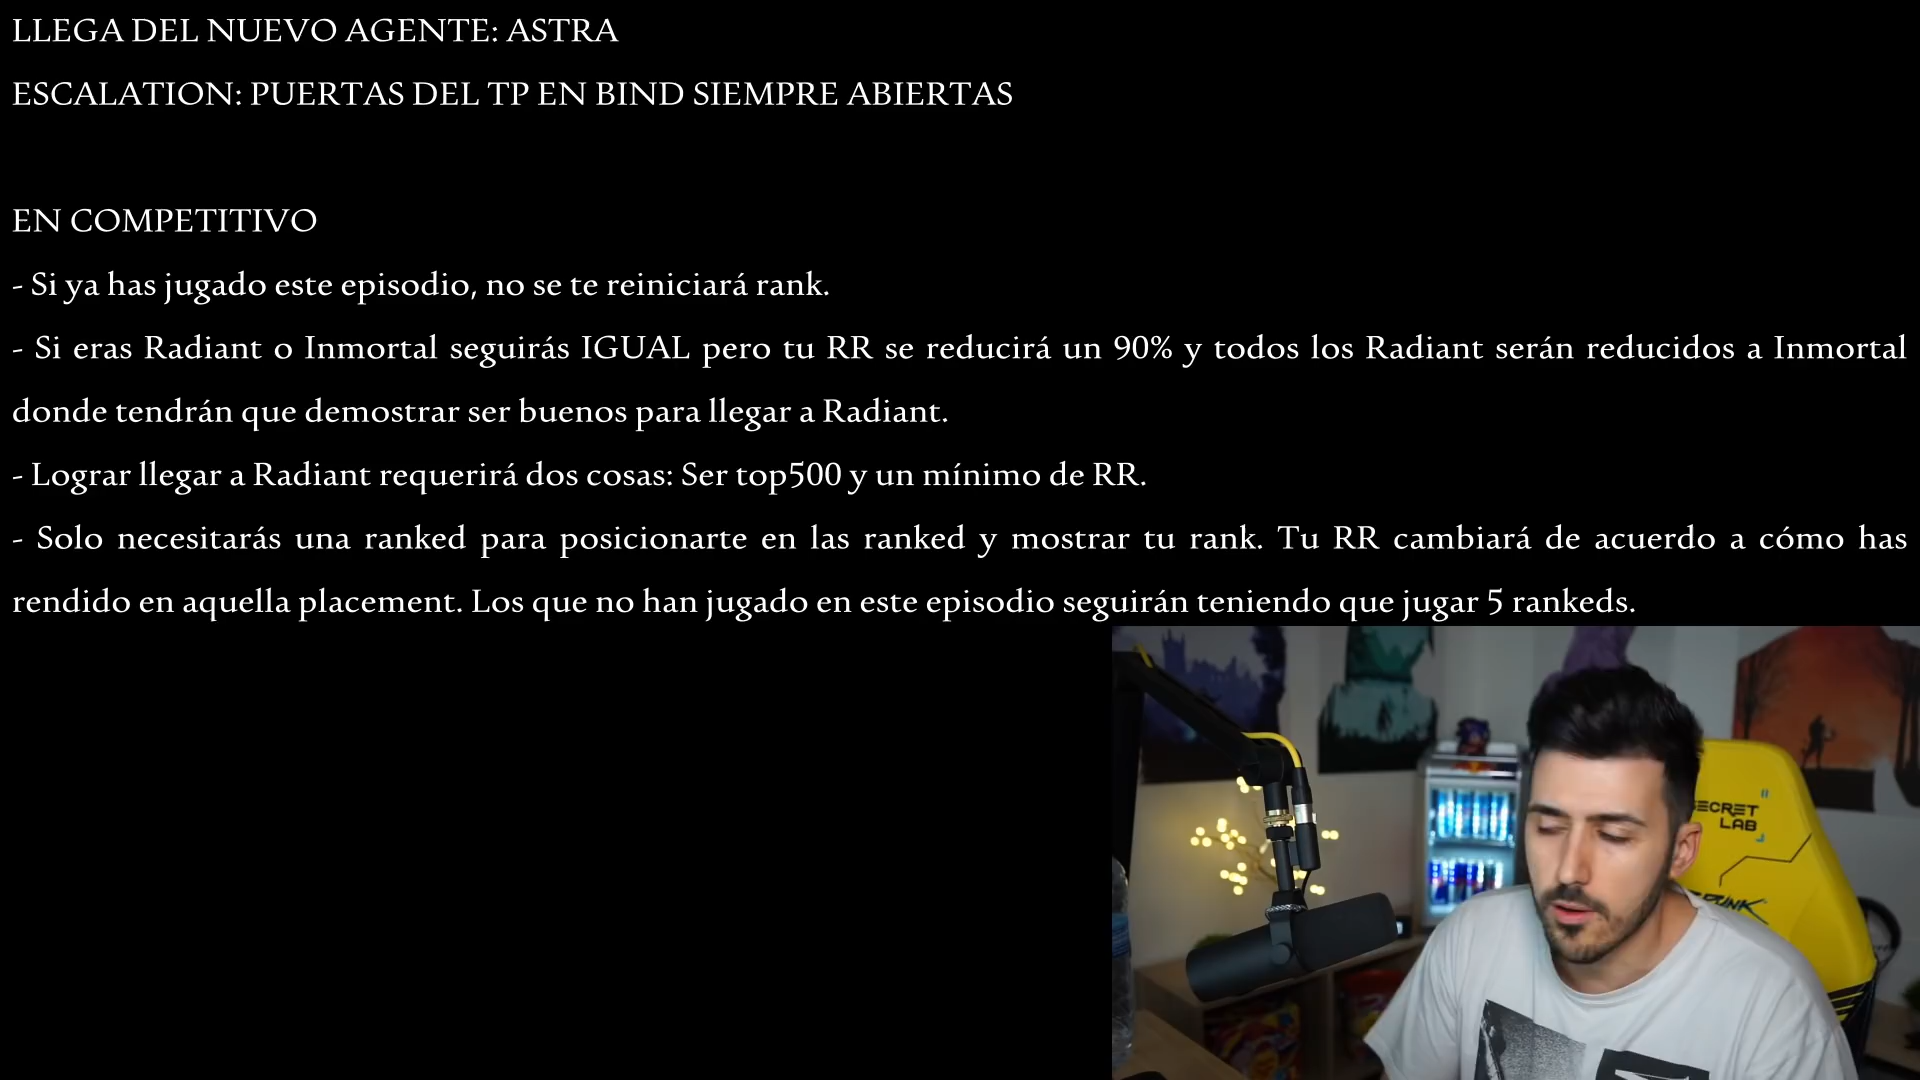 LLEGA DEL NUEVO AGENTE: ASTRA
ESCALATION: PUERTAS DEL TP EN BIND SIEMPRE ABIERTAS
EN COMPETITIVO
- Si ya has jugado este episodio, no se te reiniciará rank.
- Si eras Radiant o Inmortal seguirás IGUAL pero tu RR se reducirá un 90% y todos los Radiant serán reducidos a Inmortal
donde tendrán que demostrar ser buenos para llegar a Radiant.
- Lograr llegar a Radiant requerirá dos cosas: Ser top500 y un mínimo de RR.
- Solo necesitarás una ranked para posicionarte en las ranked y mostrar tu rank. Tu RR cambiará de acuerdo a cómo has
rendido en aquella placement. Los que no han jugado en este episodio seguirán teniendo que jugar 5 rankeds.
SECRET
LAB